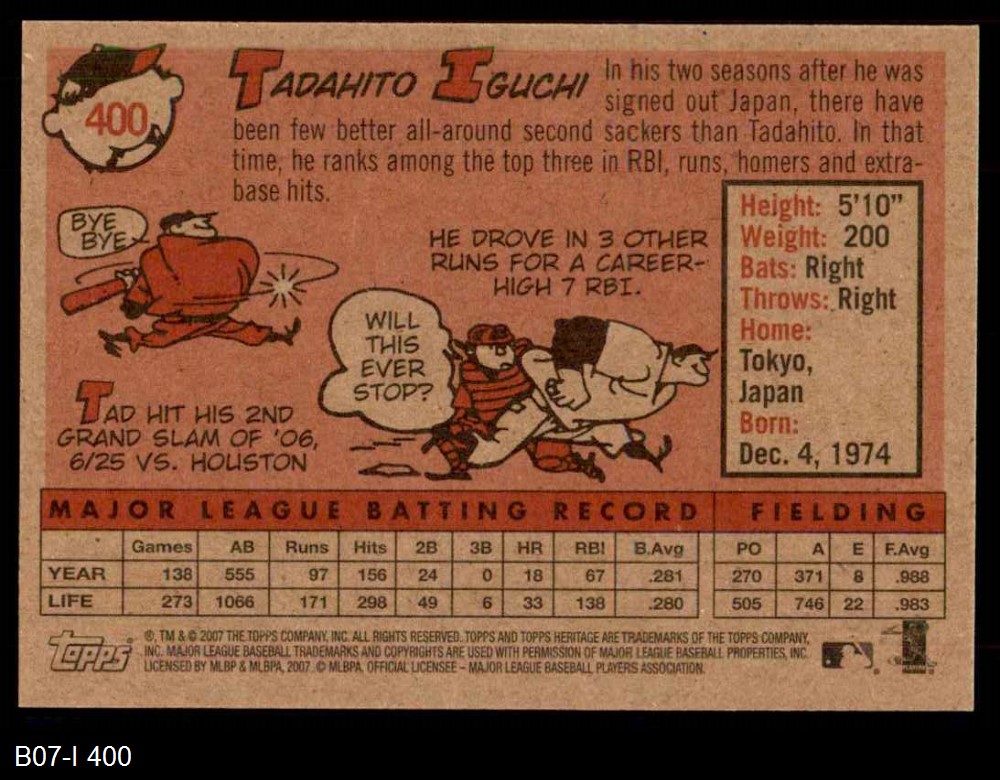 400
TADAHITO IGUCHI
In his two seasons after he was
signed out Japan, there have
been few better all-around second sackers than Tadahito. In that
time, he ranks among the top three in RBI, runs, homers and extra-
base hits.
BYE
BYE
HE DROVE IN 3 OTHER
RUNS FOR A CAREER-
HIGH 7 RBI.
WILL
THIS
EVER
STOP?
TAD HIT HIS 2ND
GRAND SLAM OF '06,
6/25 VS. HOUSTON
Height: 5'10"
Weight: 200
Bats: Right
Throws: Right
Home:
Tokyo,
Japan
Born:
Dec. 4, 1974
MAJOR LEAGUE BATTING RECORD FIELDING
Games AB Runs Hits 2B 3B HR RBI B.Avg PO A E F.Avg
YEAR 138 555 97 156 24 0 18 67 .281 270 371 8 .988
LIFE 273 1066 171 298 49 6 33 138 .280 505 746 22 .983
Topps
®, TM & © 2007 THE TOPPS COMPANY, INC. ALL RIGHTS RESERVED. TOPPS AND TOPPS HERITAGE ARE TRADEMARKS OF THE TOPPS COMPANY,
INC. MAJOR LEAGUE BASEBALL TRADEMARKS AND COPYRIGHTS ARE USED WITH PERMISSION OF MAJOR LEAGUE BASEBALL PROPERTIES, INC.
LICENSED BY MLBP & MLBPA, 2007. © MLBPA. OFFICIAL LICENSEE – MAJOR LEAGUE BASEBALL PLAYERS ASSOCIATION.
B07-I 400